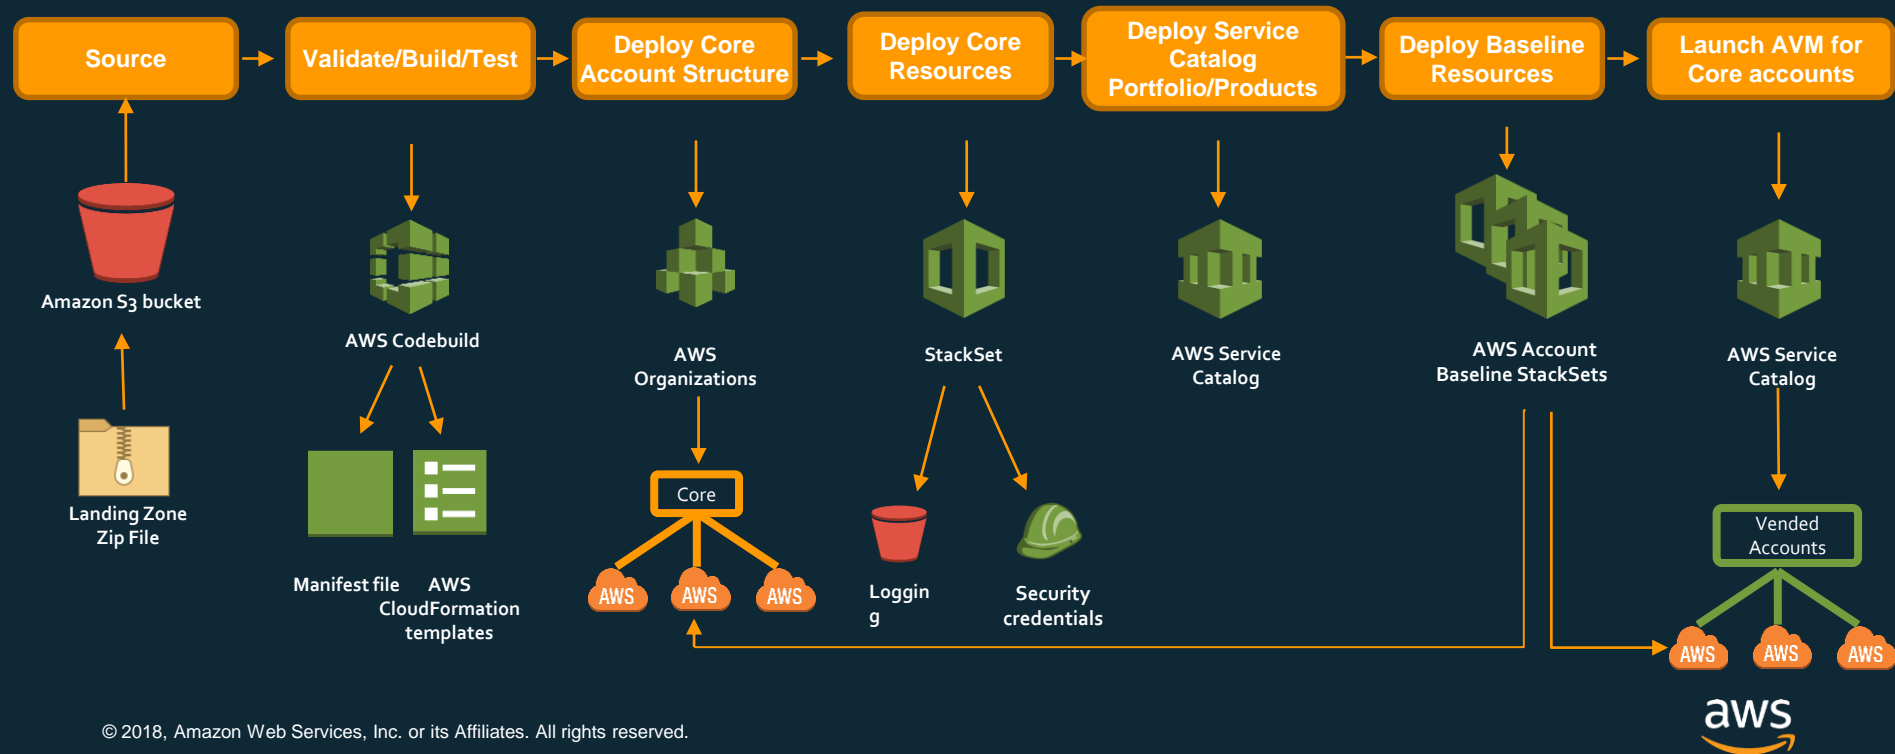 Source
Validate/Build/Test
Deploy Core
Account Structure
Deploy Core
Resources
Deploy Service
Catalog
Portfolio/Products
Deploy Baseline
Resources
Launch AVM for
Core accounts
Amazon S3 bucket
Landing Zone
Zip File
AWS Codebuild
Manifest file
AWS
CloudFormation
templates
AWS
Organizations
Core
AWS
AWS
AWS
StackSet
Loggin
g
Security
credentials
AWS Service
Catalog
AWS Account
Baseline StackSets
AWS Service
Catalog
Vended
Accounts
AWS
AWS
AWS
© 2018, Amazon Web Services, Inc. or its Affiliates. All rights reserved.
aws